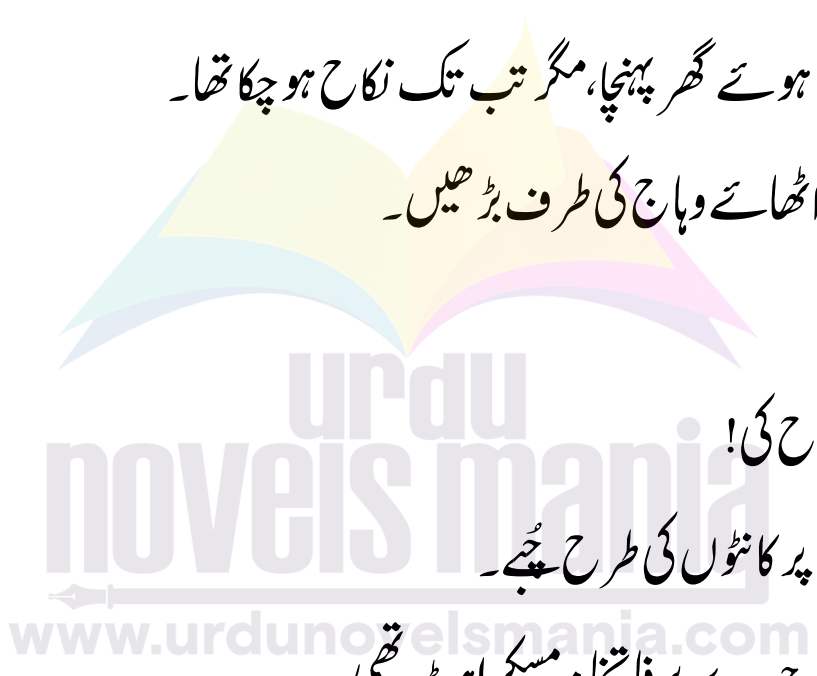 ہوئے گھر پہنچا، مگر تب تک نکاح ہو چکا تھا۔
اٹھائے وہاج کی طرف بڑھیں۔
ح کی!
پر کانٹوں کی طرح چُبے۔
urdu
novels mania
www.urdunovelsmania.com